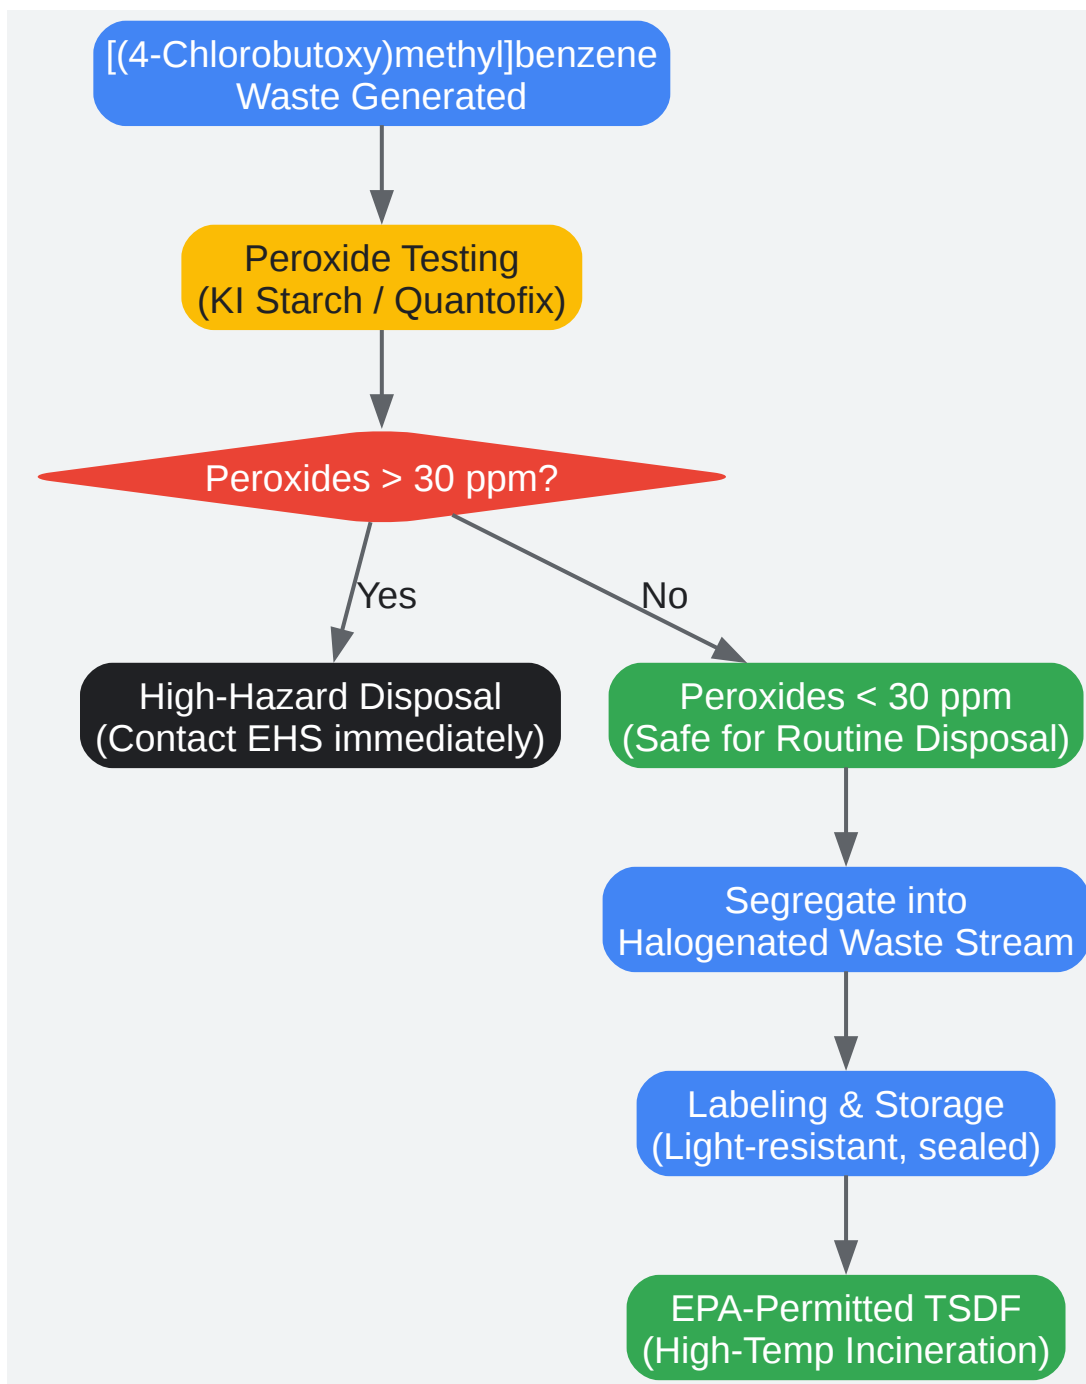 [(4-Chlorobutoxy)methyl]benzene
Waste Generated
Peroxide Testing
(KI Starch / Quantofix)
Peroxides > 30 ppm?
Yes
No
High-Hazard Disposal
(Contact EHS immediately)
Peroxides < 30 ppm
(Safe for Routine Disposal)
Segregate into
Halogenated Waste Stream
Labeling & Storage
(Light-resistant, sealed)
EPA-Permitted TSDF
(High-Temp Incineration)